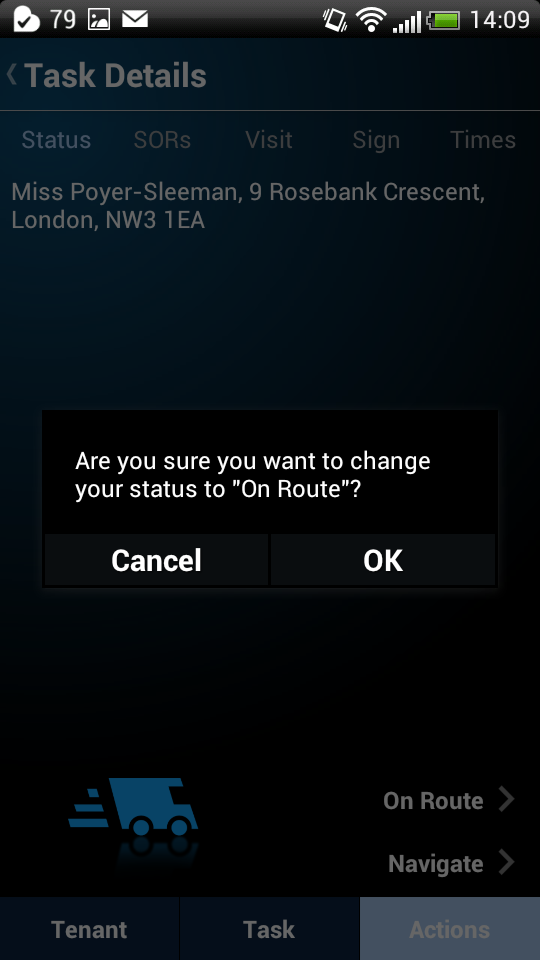 79 14:09
Task Details
Status SORs Visit Sign Times
Miss Poyer-Sleeman, 9 Rosebank Crescent,
London, NW3 1EA
Are you sure you want to change
your status to "On Route"?
Cancel OK
On Route
Navigate
Tenant Task Actions